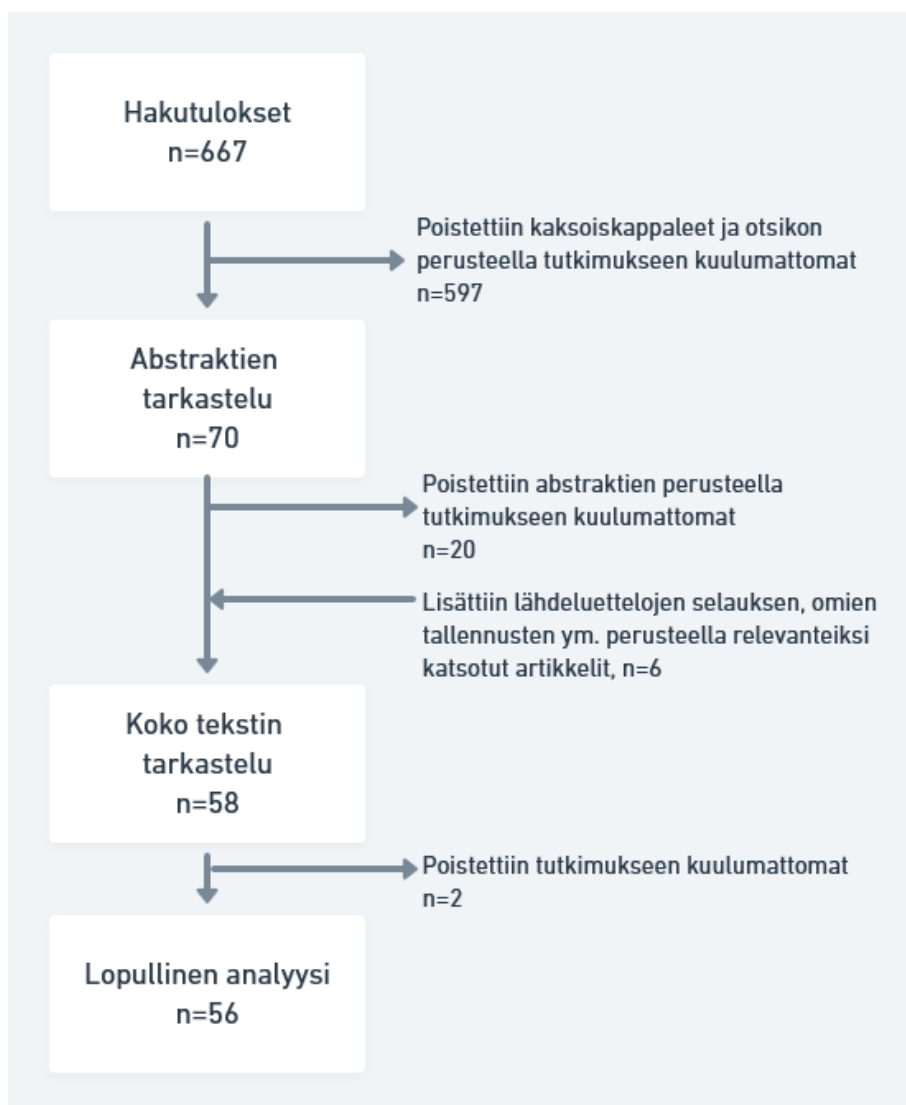 Hakutulokset
n=667
Poistettiin kaksoiskappaleet ja otsikon
perusteella tutkimukseen kuulumattomat
n=597
Abstraktien
tarkastelu
n=70
Poistettiin abstraktien perusteella
tutkimukseen kuulumattomat
n=20
Lisättiin lähdeluettelojen selauksen, omien
tallennusten ym. perusteella relevanteiksi
katsotut artikkelit, n=6
Koko tekstin
tarkastelu
n=58
Poistettiin tutkimukseen kuulumattomat
n=2
Lopullinen analyysi
n=56